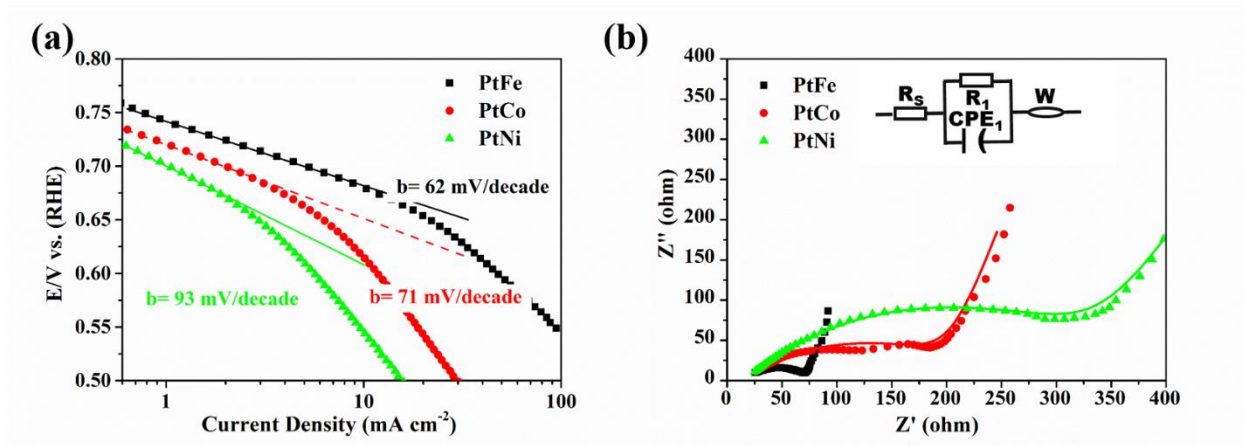 (a)
E/V vs. (RHE)
0.80
0.75
0.70
0.65
0.60
0.55
0.50
PtFe
PtCo
PtNi
b= 62 mV/decade
b= 93 mV/decade
b= 71 mV/decade
1
10
100
Current Density (mA cm⁻²)
(b)
Z'' (ohm)
400
350
300
250
200
150
100
50
0
PtFe
PtCo
PtNi
Rₛ
R₁
CPE₁
W
0
50
100
150
200
250
300
350
400
Z' (ohm)